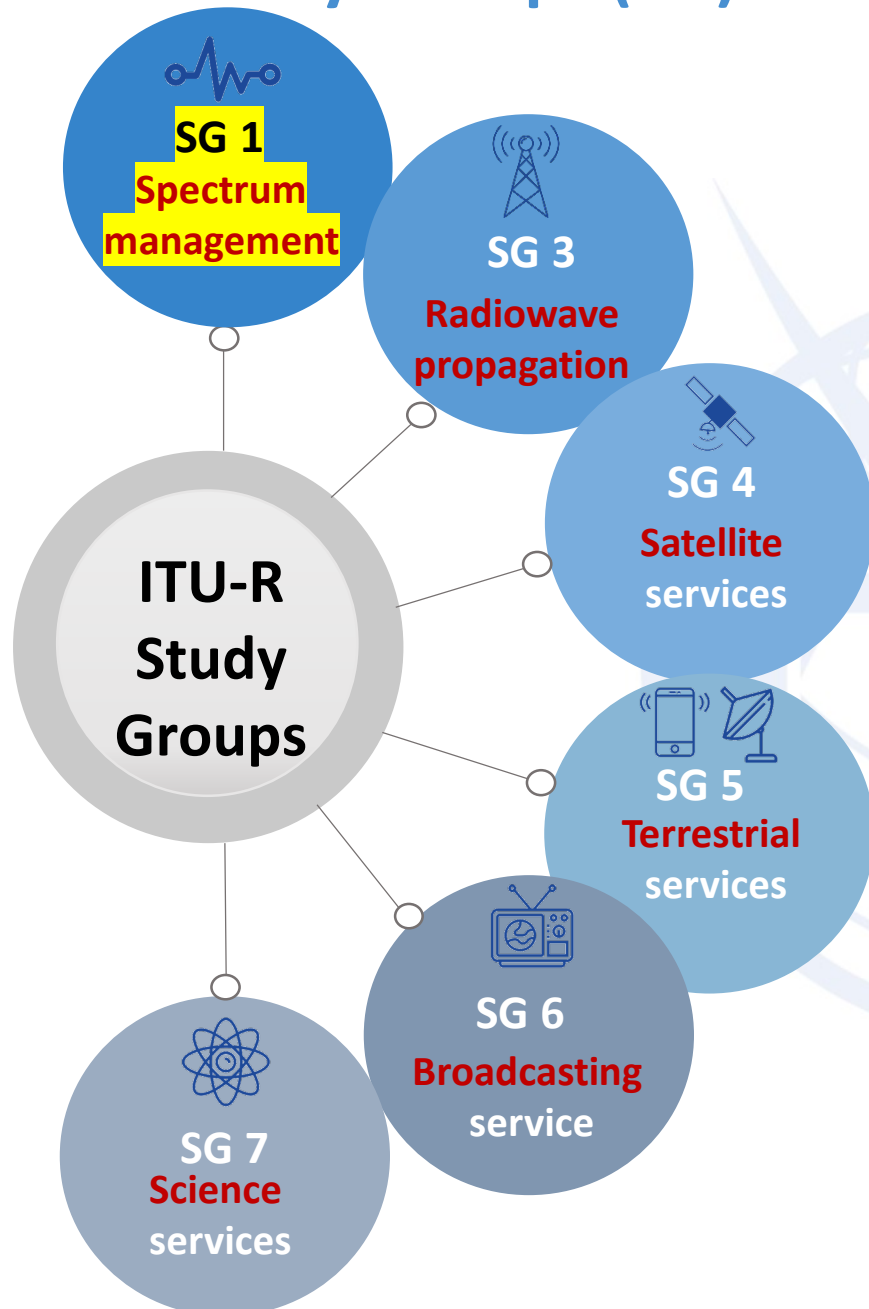 SG 1
Spectrum
management
SG 3
Radiowave
propagation
SG 4
Satellite
services
ITU-R
Study
Groups
SG 5
Terrestrial
services
SG 6
Broadcasting
service
SG 7
Science
services